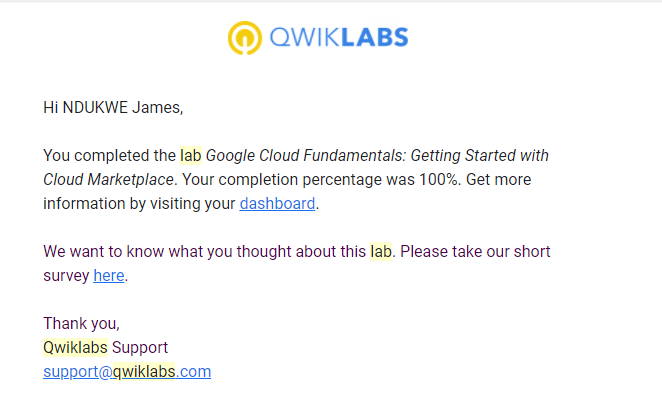 QWIKLABS
Hi NDUKWE James,
You completed the lab Google Cloud Fundamentals: Getting Started with
Cloud Marketplace. Your completion percentage was 100%. Get more
information by visiting your dashboard.
We want to know what you thought about this lab. Please take our short
survey here.
Thank you,
Qwiklabs Support
support@qwiklabs.com